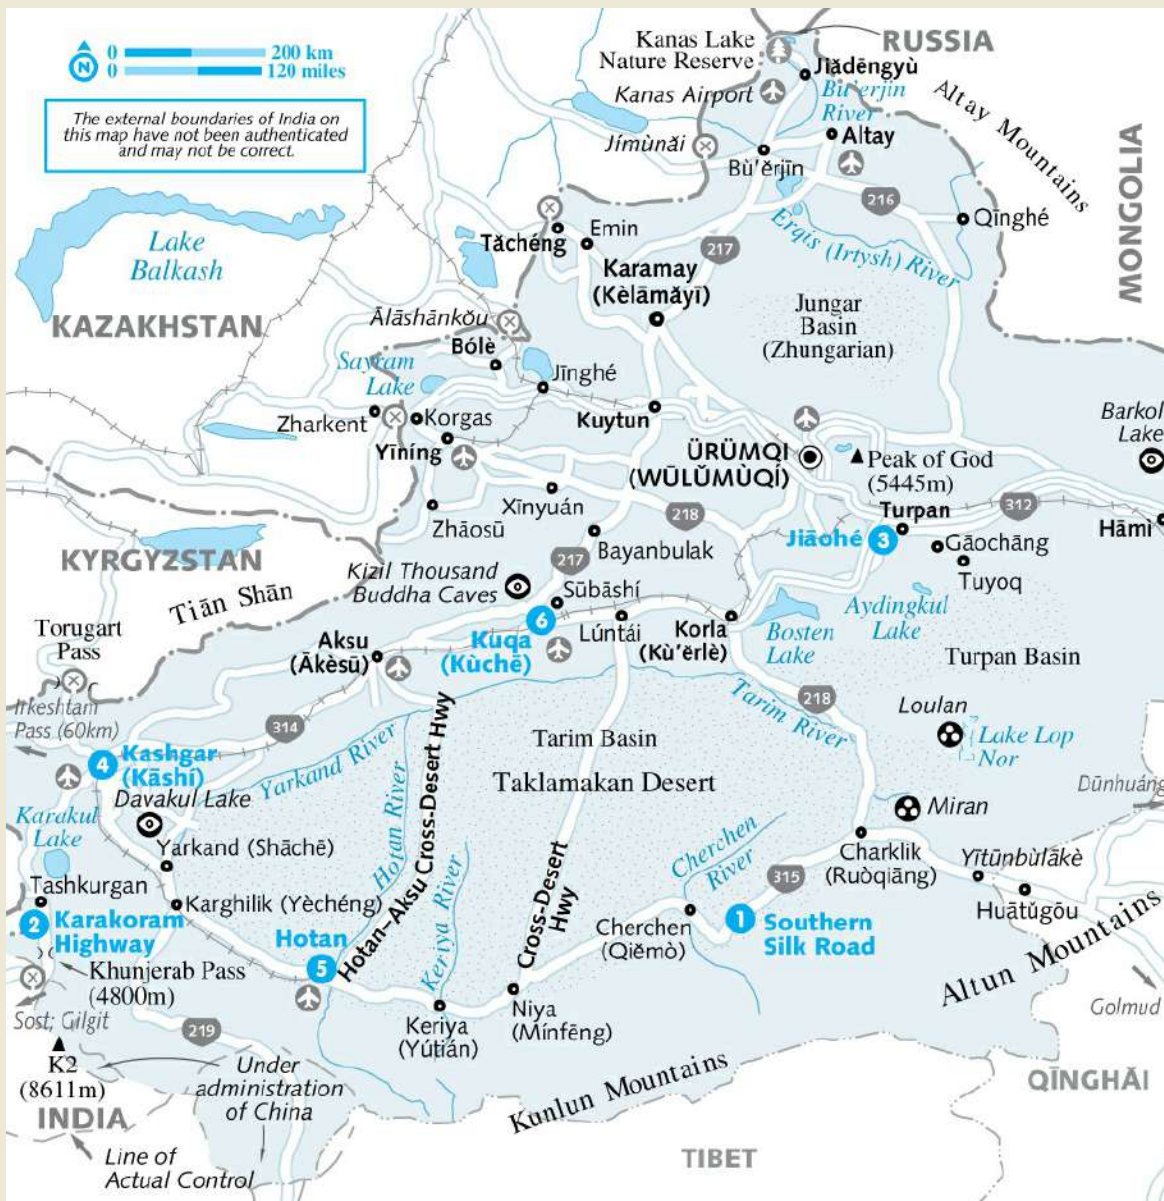 0 200 km
0 120 miles
N
The external boundaries of India on
this map have not been authenticated
and may not be correct.
Kanas Lake
Nature Reserve
RUSSIA
Jiǎdēngyù
Kanas Airport
Bu'erjin
River
Altay Mountains
Jímùnǎi
Altay
Bù'ěrjīn
MONGOLIA
216
Qīnghé
Lake
Balkash
Tǎchéng
Emin
217
Erqis (Irtysh) River
Karamay
(Kèlāmǎyī)
Jungar
Basin
(Zhungarian)
KAZAKHSTAN
Ālāshānkǒu
Bólè
Sayram
Lake
Jīnghé
Zharkent
Korgas
Kuytun
Barkol
Lake
Yīníng
ÜRÜMQI
(WŪLǓMÙQÍ)
Peak of God
(5445m)
Xīnyuán
218
312
Turpan
Zhāosū
Hāmì
Jiāohé
3
Bayanbulak
Gāochāng
KYRGYZSTAN
217
Tuyoq
Kizil Thousand
Buddha Caves
Sūbāshí
Tiān Shān
Aydingkul
Lake
6
Kuqa
(Kùchē)
Lúntái
Korla
(Kù'ērlè)
Bosten
Lake
Torugart
Pass
Aksu
(Ākèsū)
Turpan Basin
Irkeshtam
Pass (60km)
314
Tarim River
218
Loulan
Lake Lop
Nor
4
Kashgar
(Kāshí)
Yarkand River
Tarim Basin
Taklamakan Desert
Davakul Lake
Hotan River
Hotan–Aksu Cross-Desert Hwy
Dūnhuáng
Karakul
Lake
Miran
Yarkand (Shāchē)
Cherchen
River
Charklik
(Ruòqiāng)
Yītūnbùlākè
315
Tashkurgan
Karghilik (Yèchéng)
Keriya River
Cross-Desert
Hwy
Huātǔgōu
2
Karakoram
Highway
Hotan
5
Cherchen
(Qiěmò)
1
Southern
Silk Road
Altun Mountains
Khunjerab Pass
(4800m)
Sost; Gilgit
Niya
(Mínfēng)
Golmud
219
Keriya
(Yútián)
K2
(8611m)
Under
administration
of China
Kunlun Mountains
QĪNGHǍI
INDIA
Line of
Actual Control
TIBET